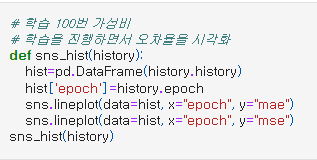 # 학습 100번 가성비
# 학습을 진행하면서 오차율을 시각화
def sns_hist(history):
    hist=pd.DataFrame(history.history)
    hist['epoch']=history.epoch
    sns.lineplot(data=hist, x="epoch", y="mae")
    sns.lineplot(data=hist, x="epoch", y="mse")
sns_hist(history)